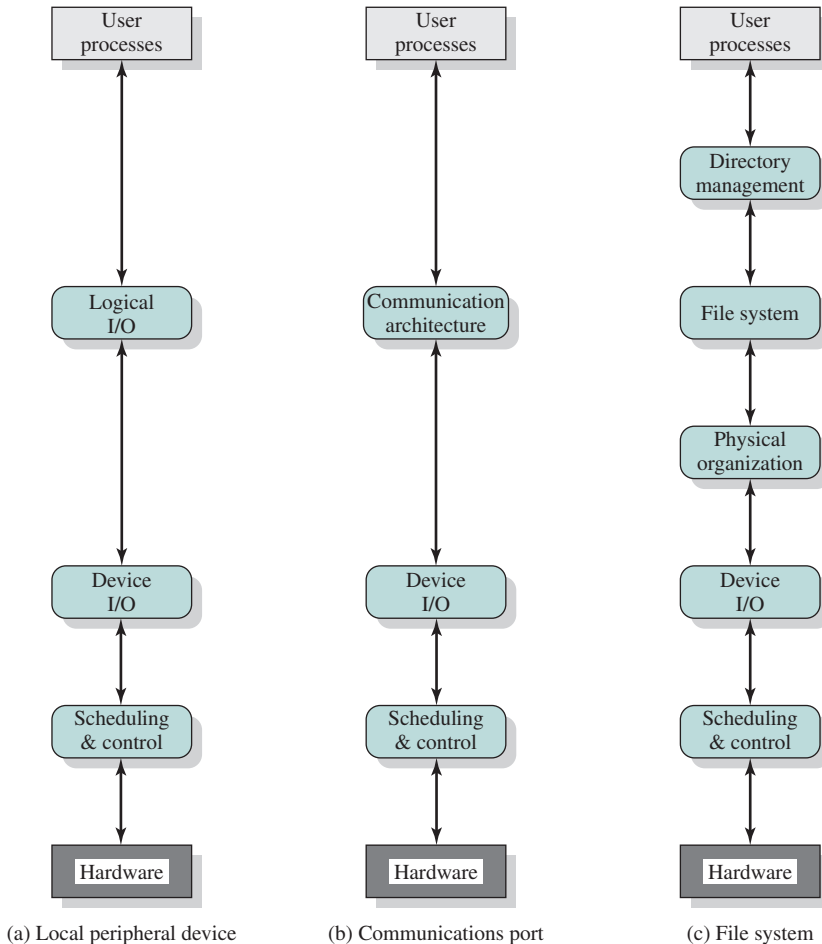 User
processes
User
processes
User
processes
Directory
management
Logical
I/O
Communication
architecture
File system
Physical
organization
Device
I/O
Device
I/O
Device
I/O
Scheduling
& control
Scheduling
& control
Scheduling
& control
Hardware
Hardware
Hardware
(a) Local peripheral device
(b) Communications port
(c) File system